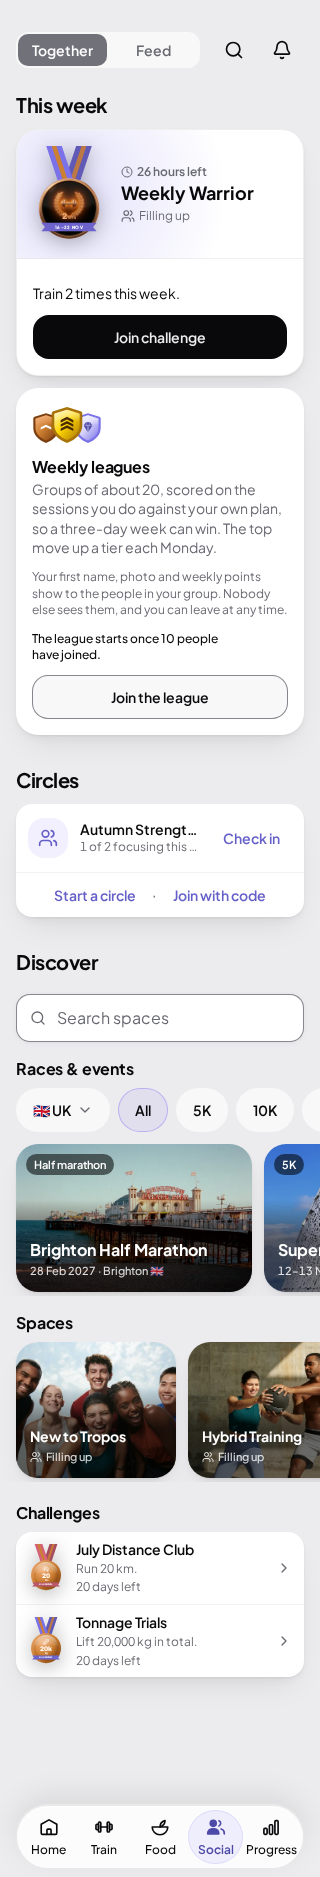 Together
Feed
This week
26 hours left
Weekly Warrior
Filling up
Train 2 times this week.
Join challenge
Weekly leagues
Groups of about 20, scored on the
sessions you do against your own plan,
so a three-day week can win. The top
move up a tier each Monday.
Your first name, photo and weekly points
show to the people in your group. Nobody
else sees them, and you can leave at any time.
The league starts once 10 people
have joined.
Join the league
Circles
Autumn Strengt…
1 of 2 focusing this …
Check in
Start a circle · Join with code
Discover
Search spaces
Races & events
🇬🇧 UK
All
5K
10K
Half marathon
Brighton Half Marathon
28 Feb 2027 · Brighton 🇬🇧
5K
Super
12–13 
Spaces
New to Tropos
Filling up
Hybrid Training
Filling up
Challenges
July Distance Club
Run 20 km.
20 days left
Tonnage Trials
Lift 20,000 kg in total.
20 days left
Home
Train
Food
Social
Progress